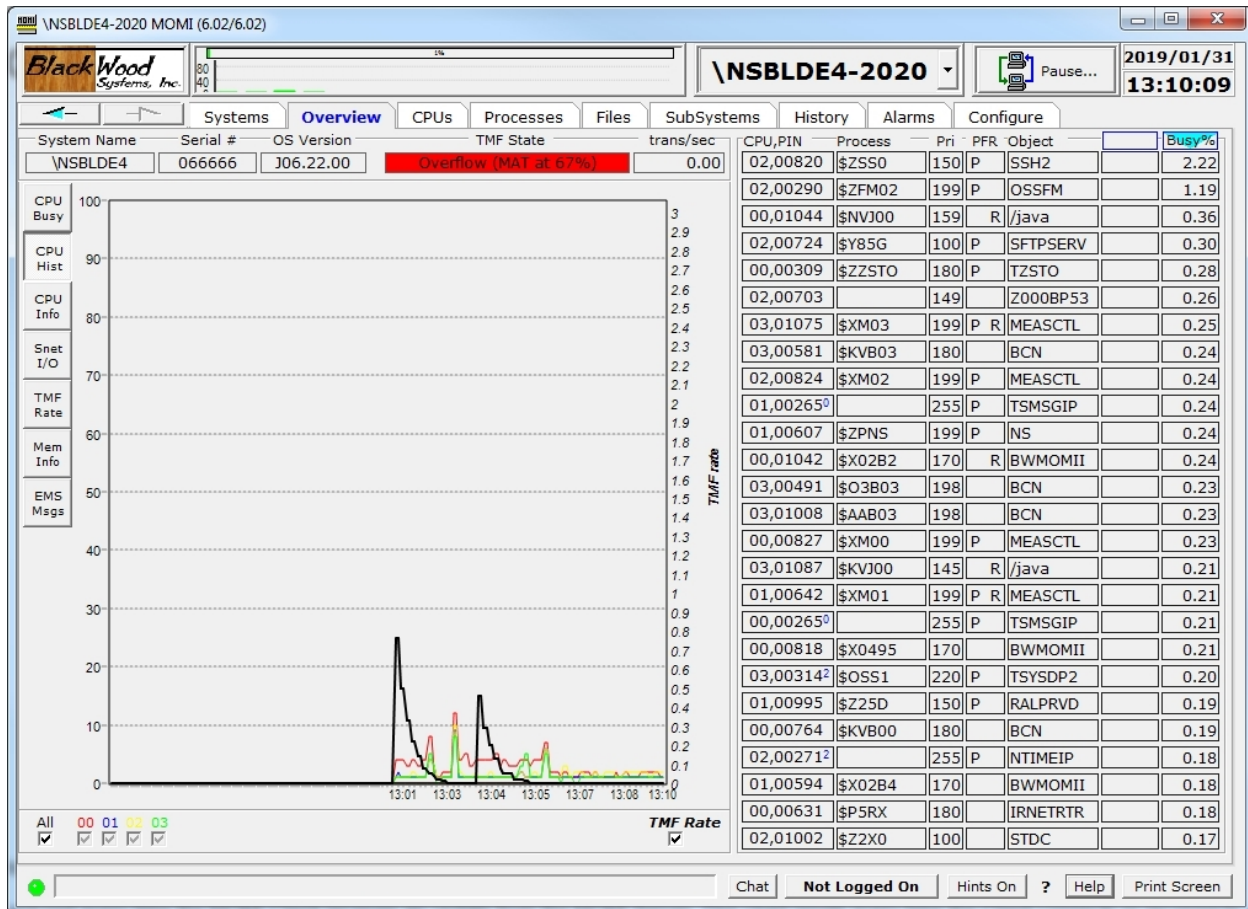 \NSBLDE4-2020 MOMI (6.02/6.02)
BlackWood Systems, Inc.
1%
80
40
\NSBLDE4-2020
Pause...
2019/01/31
13:10:09
Systems Overview CPUs Processes Files SubSystems History Alarms Configure
System Name Serial # OS Version TMF State trans/sec
\NSBLDE4 066666 J06.22.00 Overflow (MAT at 67%) 0.00
CPU Busy
CPU Hist
CPU Info
Snet I/O
TMF Rate
Mem Info
EMS Msgs
100
90
80
70
60
50
40
30
20
10
0
3
2.9
2.8
2.7
2.6
2.5
2.4
2.3
2.2
2.1
2
1.9
1.8
1.7
1.6
1.5
1.4
1.3
1.2
1.1
1
0.9
0.8
0.7
0.6
0.5
0.4
0.3
0.2
0.1
0
TMF rate
13:01 13:03 13:04 13:05 13:07 13:08 13:10
All 00 01 02 03 TMF Rate
CPU,PIN Process Pri PFR Object Busy%
02,00820 $ZSS0 150 P SSH2 2.22
02,00290 $ZFM02 199 P OSSFM 1.19
00,01044 $NVJ00 159 R /java 0.36
02,00724 $Y85G 100 P SFTPSERV 0.30
00,00309 $ZZSTO 180 P TZSTO 0.28
02,00703 149 Z000BP53 0.26
03,01075 $XM03 199 P R MEASCTL 0.25
03,00581 $KVB03 180 BCN 0.24
02,00824 $XM02 199 P MEASCTL 0.24
01,00265⁰ 255 P TSMSGIP 0.24
01,00607 $ZPNS 199 P NS 0.24
00,01042 $X02B2 170 R BWMOMII 0.24
03,00491 $O3B03 198 BCN 0.23
03,01008 $AAB03 198 BCN 0.23
00,00827 $XM00 199 P MEASCTL 0.23
03,01087 $KVJ00 145 R /java 0.21
01,00642 $XM01 199 P R MEASCTL 0.21
00,00265⁰ 255 P TSMSGIP 0.21
00,00818 $X0495 170 BWMOMII 0.21
03,00314² $OSS1 220 P TSYSDP2 0.20
01,00995 $Z25D 150 P RALPRVD 0.19
00,00764 $KVB00 180 BCN 0.19
02,00271² 255 P NTIMEIP 0.18
01,00594 $X02B4 170 BWMOMII 0.18
00,00631 $P5RX 180 IRNETRTR 0.18
02,01002 $Z2X0 100 STDC 0.17
Chat Not Logged On Hints On ? Help Print Screen